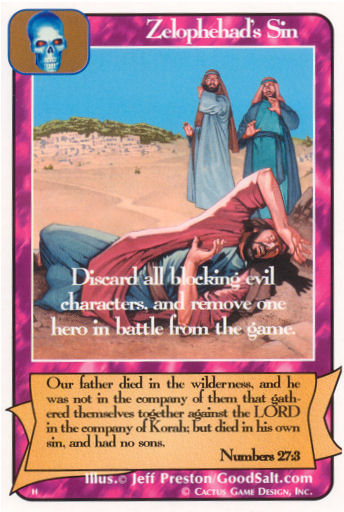 Zelophehad's Sin
Discard all blocking evil
characters, and remove one
hero in battle from the game.
Our father died in the wilderness, and he
was not in the company of them that gath-
ered themselves together against the LORD
in the company of Korah; but died in his own
sin, and had no sons.
Numbers 27:3
Illus.© Jeff Preston/GoodSalt.com
H © Cactus Game Design, Inc.